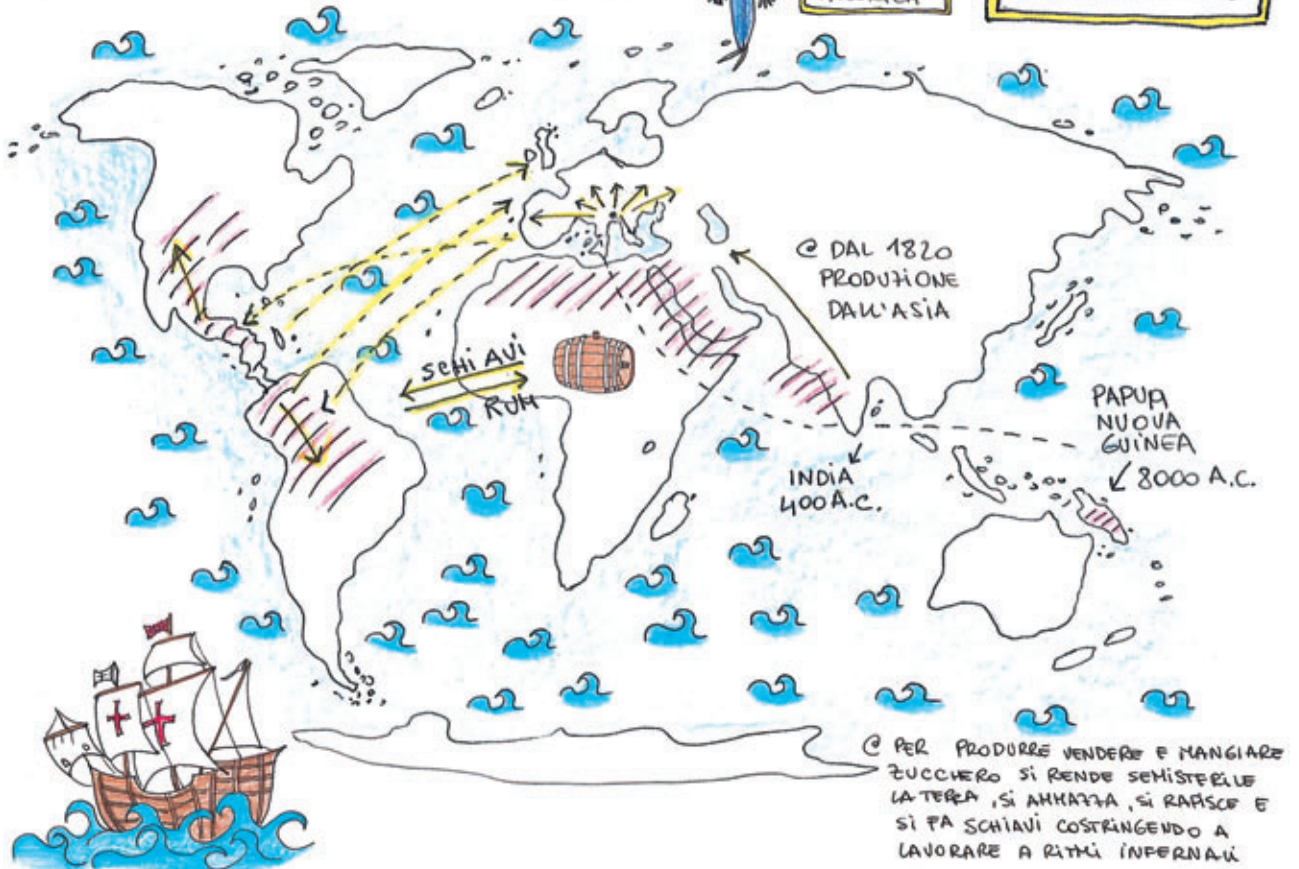 @ DAL 1820
PRODUZIONE
DALL'ASIA
SCHIAVI
RUM
PAPUA
NUOVA
GUINEA
8000 A.C.
INDIA
400 A.C.
@ PER PRODURRE VENDERE E MANGIARE
ZUCCHERO SI RENDE SEMISTERILE
LA TERRA, SI AMMAZZA, SI RAPISCE E
SI FA SCHIAVI COSTRINGENDO A
LAVORARE A RITMI INFERNALI